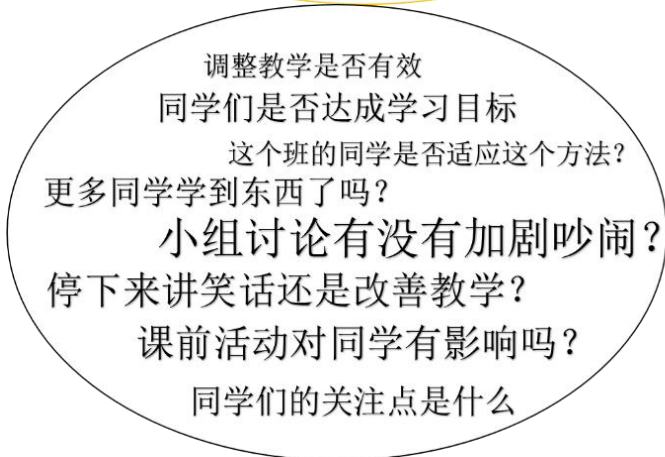 调整教学是否有效
同学们是否达成学习目标
这个班的同学是否适应这个方法?
更多同学学到东西了吗?
小组讨论有没有加剧吵闹?
停下来讲笑话还是改善教学?
课前活动对同学有影响吗?
同学们的关注点是什么